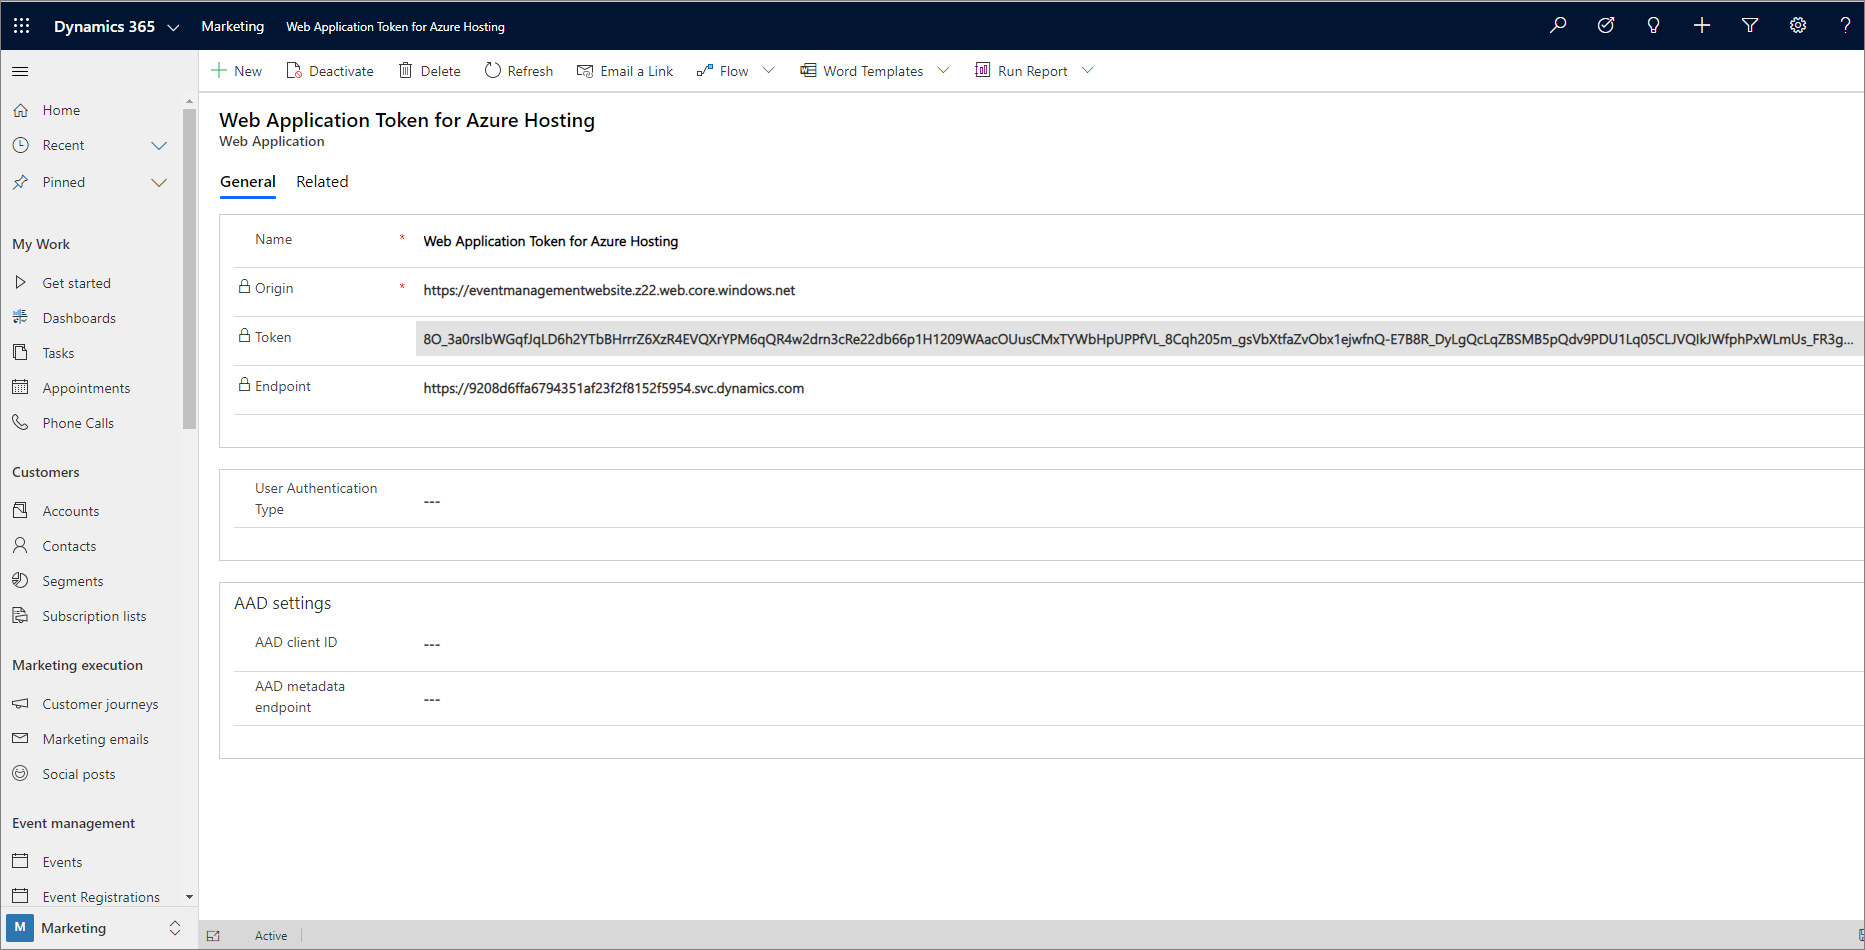 Dynamics 365 Marketing Web Application Token for Azure Hosting
New Deactivate Delete Refresh Email a Link Flow Word Templates Run Report
Home
Recent
Pinned
My Work
Get started
Dashboards
Tasks
Appointments
Phone Calls
Customers
Accounts
Contacts
Segments
Subscription lists
Marketing execution
Customer journeys
Marketing emails
Social posts
Event management
Events
Event Registrations
M Marketing
Web Application Token for Azure Hosting
Web Application
General Related
Name * Web Application Token for Azure Hosting
Origin * https://eventmanagementwebsite.z22.web.core.windows.net
Token 8O_3a0rsIbWGqfJqLD6h2YTbBHrrrZ6XzR4EVQXrYPM6qQR4w2drn3cRe22db66p1H1209WAacOUusCMxTYWbHpUPPfVL_8Cqh205m_gsVbXtfaZvObx1ejwfnQ-E7B8R_DyLgQcLqZBSMB5pQdv9PDU1Lq05CLJVQIkJWfphPxWLmUs_FR3g...
Endpoint https://9208d6ffa6794351af23f2f8152f5954.svc.dynamics.com
User Authentication
Type ---
AAD settings
AAD client ID ---
AAD metadata
endpoint ---
Active